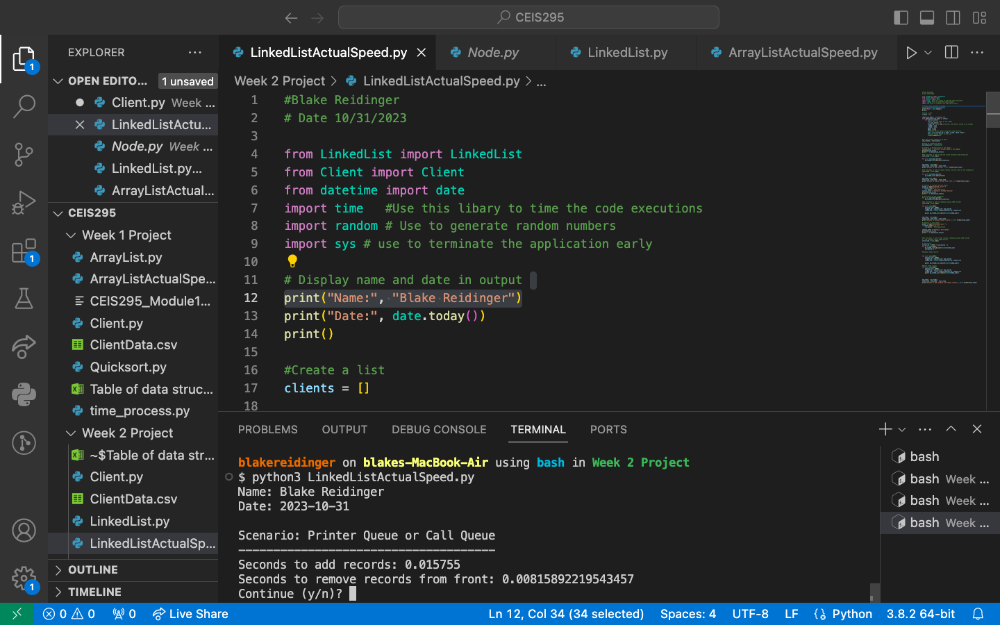 CEIS295
EXPLORER
OPEN EDITO... 1 unsaved
Client.py Week ...
LinkedListActu...
Node.py Week ...
LinkedList.py...
ArrayListActual...
CEIS295
Week 1 Project
ArrayList.py
ArrayListActualSpe...
CEIS295_Module1...
Client.py
ClientData.csv
Quicksort.py
Table of data struc...
time_process.py
Week 2 Project
~$Table of data str...
Client.py
ClientData.csv
LinkedList.py
LinkedListActualSp...
OUTLINE
TIMELINE
1
1
1
LinkedListActualSpeed.py Node.py LinkedList.py ArrayListActualSpeed.py
Week 2 Project > LinkedListActualSpeed.py > ...
1 #Blake Reidinger
2 # Date 10/31/2023
3
4 from LinkedList import LinkedList
5 from Client import Client
6 from datetime import date
7 import time   #Use this libary to time the code executions
8 import random # Use to generate random numbers
9 import sys # use to terminate the application early
10
11 # Display name and date in output
12 print("Name:", "Blake Reidinger")
13 print("Date:", date.today())
14 print()
15
16 #Create a list
17 clients = []
18
PROBLEMS OUTPUT DEBUG CONSOLE TERMINAL PORTS
blakereidinger on blakes-MacBook-Air using bash in Week 2 Project
$ python3 LinkedListActualSpeed.py
Name: Blake Reidinger
Date: 2023-10-31
Scenario: Printer Queue or Call Queue
-------------------------------------
Seconds to add records: 0.015755
Seconds to remove records from front: 0.00815892219543457
Continue (y/n)?
bash
bash Week ...
bash Week ...
bash Week ...
0 0 0 Live Share Ln 12, Col 34 (34 selected) Spaces: 4 UTF-8 LF Python 3.8.2 64-bit